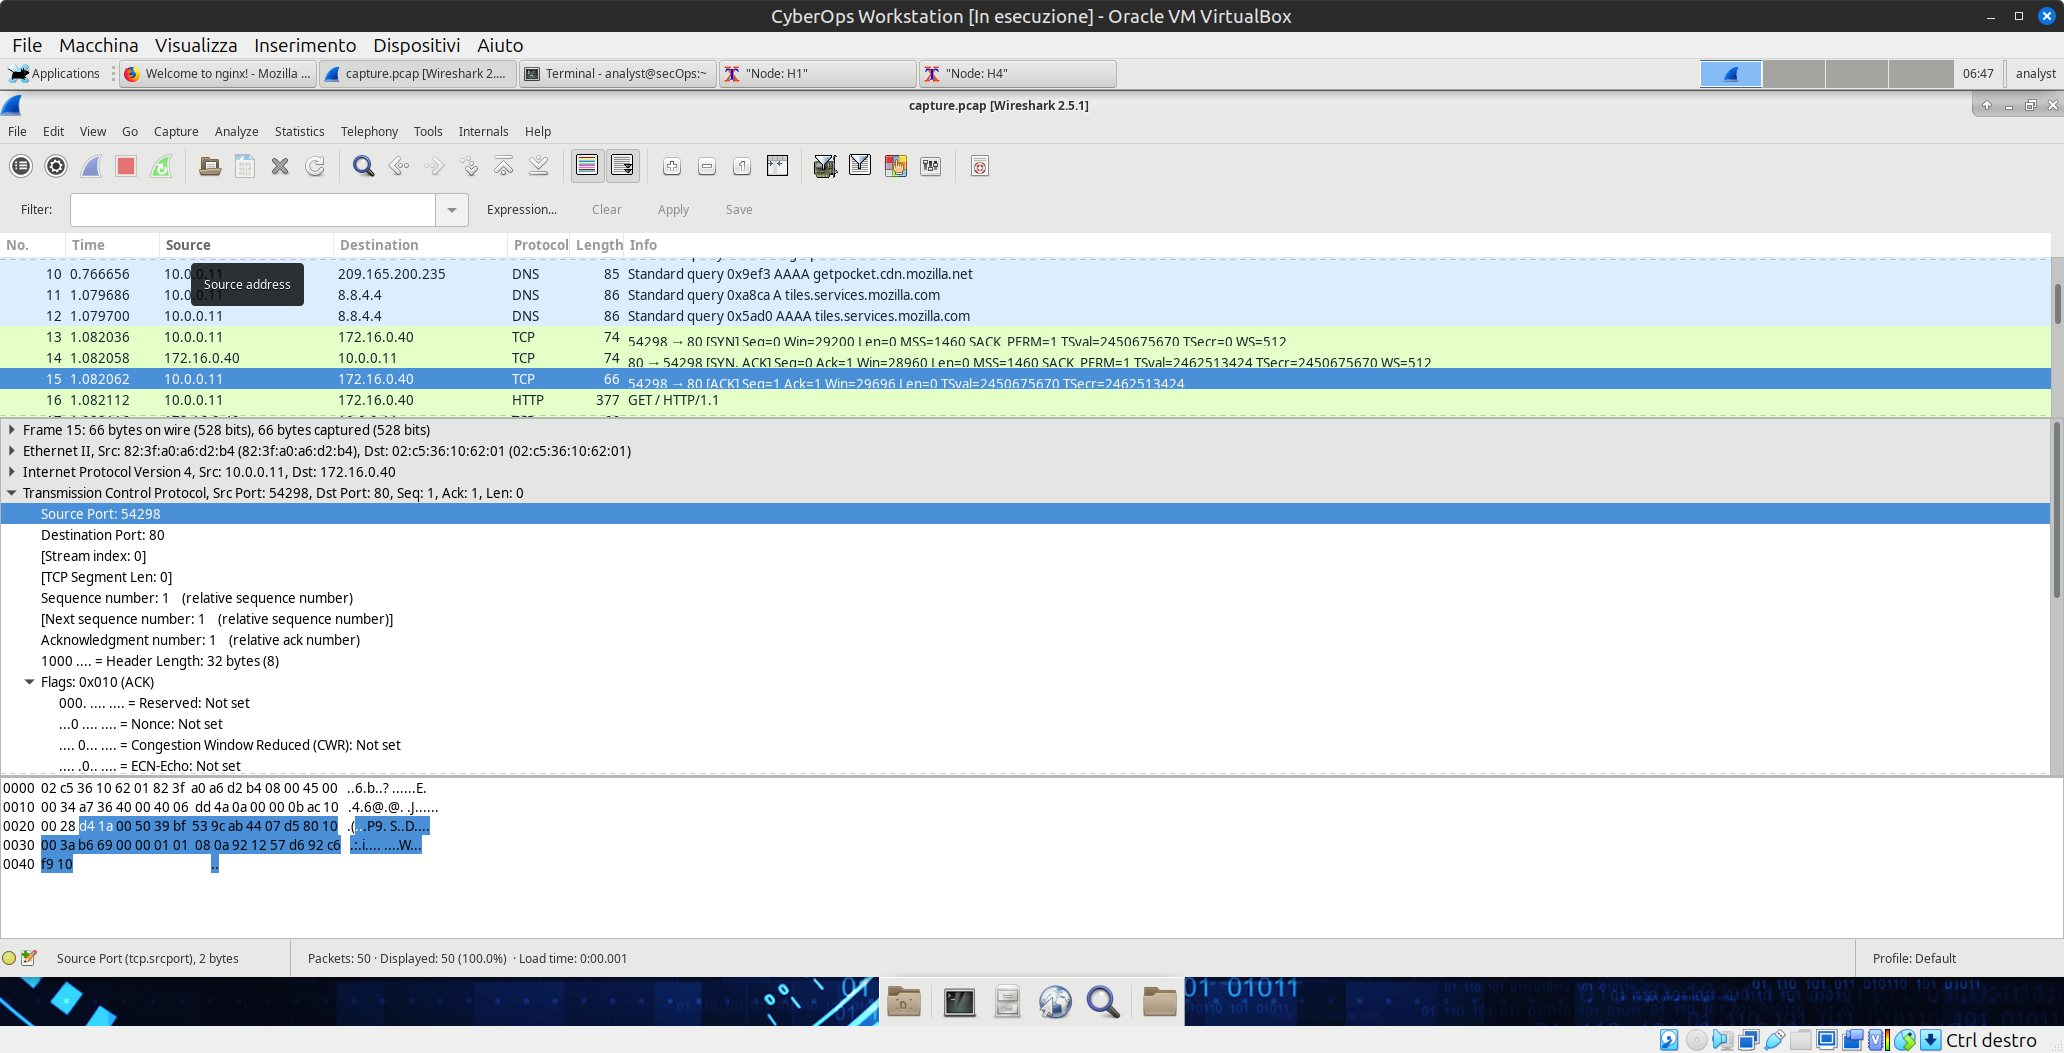 CyberOps Workstation [In esecuzione] - Oracle VM VirtualBox
File Macchina Visualizza Inserimento Dispositivi Aiuto
Applications Welcome to nginx! - Mozilla ... capture.pcap [Wireshark 2.... Terminal - analyst@secOps:~ "Node: H1" "Node: H4" 06:47 analyst
capture.pcap [Wireshark 2.5.1]
File Edit View Go Capture Analyze Statistics Telephony Tools Internals Help
Filter: Expression... Clear Apply Save
No. Time Source Destination Protocol Length Info
10 0.766656 10.0.0.11 209.165.200.235 DNS 85 Standard query 0x9ef3 AAAA getpocket.cdn.mozilla.net
Source address
11 1.079686 10.0.0.11 8.8.4.4 DNS 86 Standard query 0xa8ca A tiles.services.mozilla.com
12 1.079700 10.0.0.11 8.8.4.4 DNS 86 Standard query 0x5ad0 AAAA tiles.services.mozilla.com
13 1.082036 10.0.0.11 172.16.0.40 TCP 74 54298 → 80 [SYN] Seq=0 Win=29200 Len=0 MSS=1460 SACK_PERM=1 TSval=2450675670 TSecr=0 WS=512
14 1.082058 172.16.0.40 10.0.0.11 TCP 74 80 → 54298 [SYN, ACK] Seq=0 Ack=1 Win=28960 Len=0 MSS=1460 SACK_PERM=1 TSval=2462513424 TSecr=2450675670 WS=512
15 1.082062 10.0.0.11 172.16.0.40 TCP 66 54298 → 80 [ACK] Seq=1 Ack=1 Win=29696 Len=0 TSval=2450675670 TSecr=2462513424
16 1.082112 10.0.0.11 172.16.0.40 HTTP 377 GET / HTTP/1.1
Frame 15: 66 bytes on wire (528 bits), 66 bytes captured (528 bits)
Ethernet II, Src: 82:3f:a0:a6:d2:b4 (82:3f:a0:a6:d2:b4), Dst: 02:c5:36:10:62:01 (02:c5:36:10:62:01)
Internet Protocol Version 4, Src: 10.0.0.11, Dst: 172.16.0.40
Transmission Control Protocol, Src Port: 54298, Dst Port: 80, Seq: 1, Ack: 1, Len: 0
Source Port: 54298
Destination Port: 80
[Stream index: 0]
[TCP Segment Len: 0]
Sequence number: 1 (relative sequence number)
[Next sequence number: 1 (relative sequence number)]
Acknowledgment number: 1 (relative ack number)
1000 .... = Header Length: 32 bytes (8)
Flags: 0x010 (ACK)
000. .... .... = Reserved: Not set
...0 .... .... = Nonce: Not set
.... 0... .... = Congestion Window Reduced (CWR): Not set
.... .0.. .... = ECN-Echo: Not set
0000 02 c5 36 10 62 01 82 3f a0 a6 d2 b4 08 00 45 00 ..6.b..? ......E.
0010 00 34 a7 36 40 00 40 06 dd 4a 0a 00 00 0b ac 10 .4.6@.@. .J......
0020 00 28 d4 1a 00 50 39 bf 53 9c ab 44 07 d5 80 10 .(...P9. S..D....
0030 00 3a b6 69 00 00 01 01 08 0a 92 12 57 d6 92 c6 .:.i.... ....W...
0040 f9 10 ..
Source Port (tcp.srcport), 2 bytes Packets: 50 · Displayed: 50 (100.0%) · Load time: 0:00.001 Profile: Default
Ctrl destro